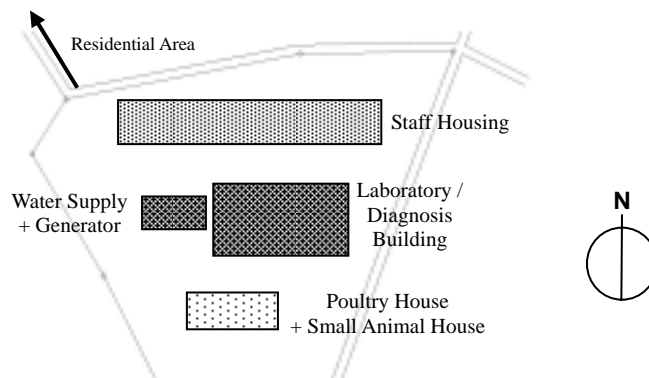 Residential Area
Staff Housing
Water Supply
+ Generator
Laboratory /
Diagnosis
Building
N
Poultry House
+ Small Animal House